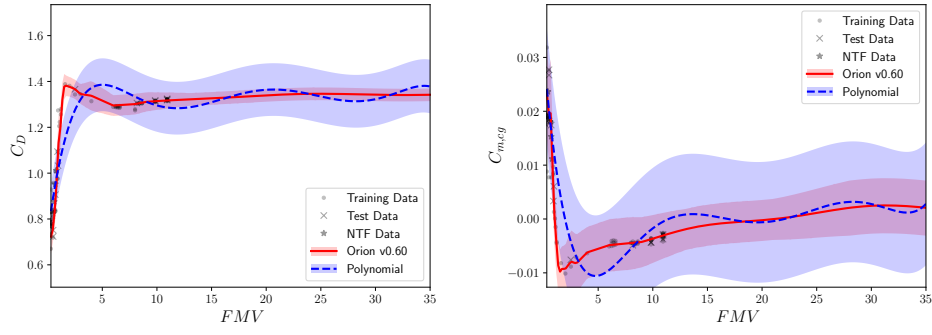 1.6
1.4
1.2
1.0
0.8
0.6
C_D
5
10
15
20
25
30
35
FMV
Training Data
Test Data
NTF Data
Orion v0.60
Polynomial
0.03
0.02
0.01
0.00
−0.01
C_{m,cg}
5
10
15
20
25
30
35
FMV
Training Data
Test Data
NTF Data
Orion v0.60
Polynomial